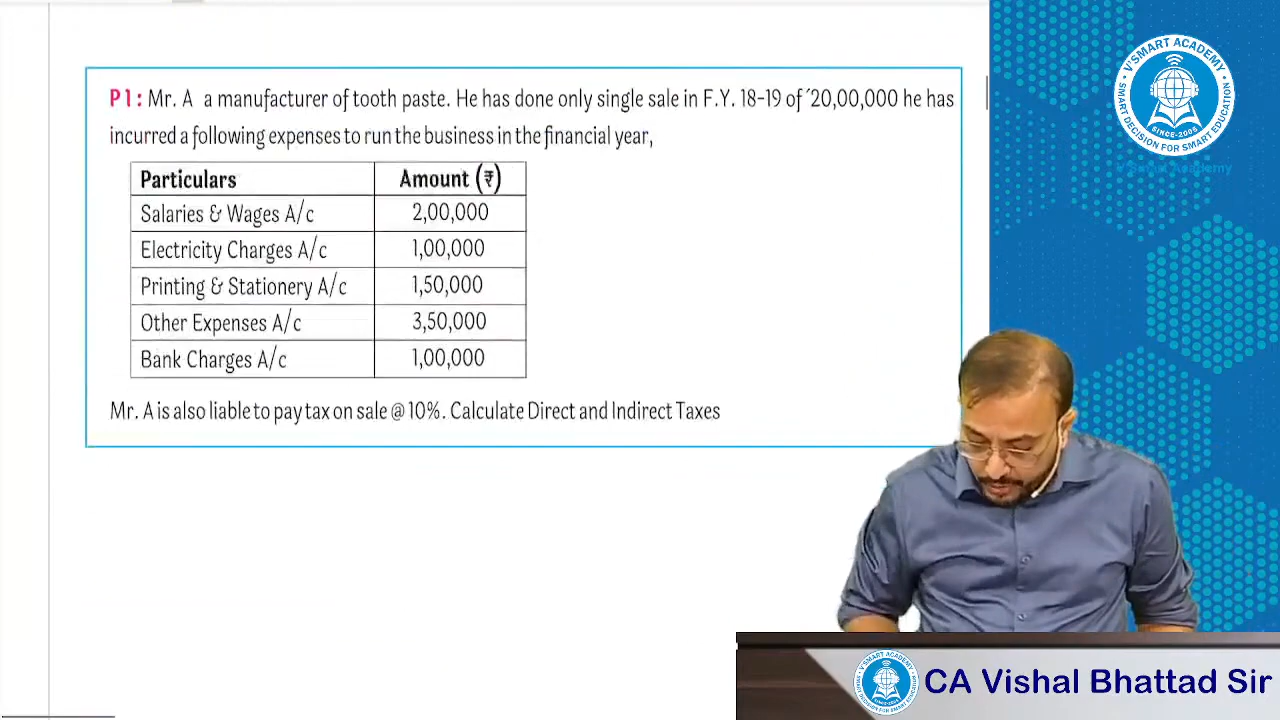 P 1 : Mr. A a manufacturer of tooth paste. He has done only single sale in F.Y. 18-19 of ´20,00,000 he has
incurred a following expenses to run the business in the financial year,
Particulars Amount (₹)
Salaries & Wages A/c 2,00,000
Electricity Charges A/c 1,00,000
Printing & Stationery A/c 1,50,000
Other Expenses A/c 3,50,000
Bank Charges A/c 1,00,000
Mr. A is also liable to pay tax on sale @ 10%. Calculate Direct and Indirect Taxes
V'SMART ACADEMY
SINCE-2005
SMART DECISION FOR SMART EDUCATION
V'Smart Academy
CA Vishal Bhattad Sir